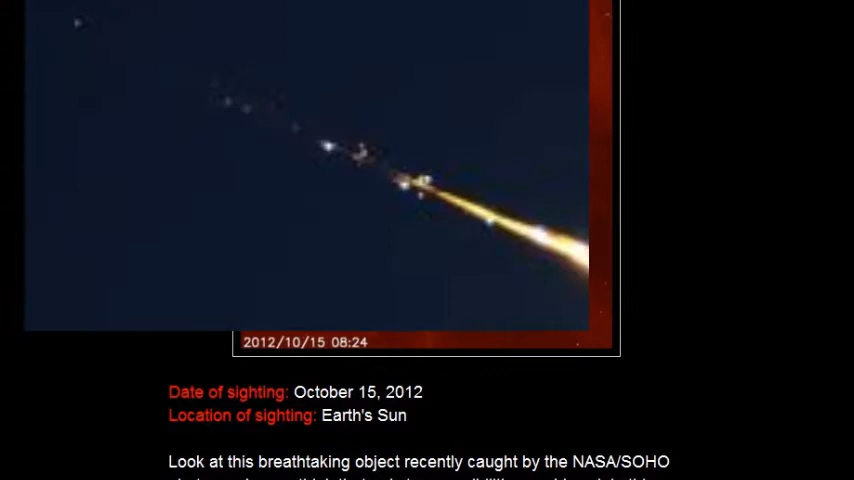 2012/10/15 08:24
Date of sighting: October 15, 2012
Location of sighting: Earth's Sun
Look at this breathtaking object recently caught by the NASA/SOHO